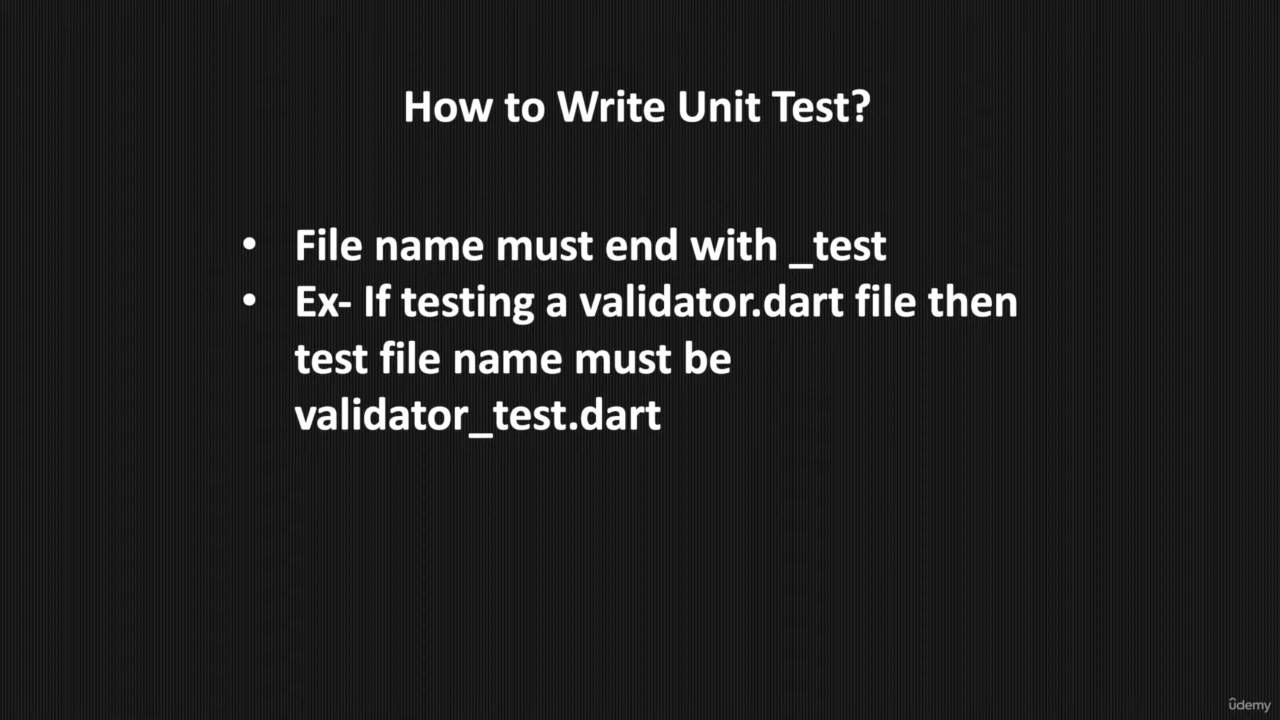 How to Write Unit Test?
• File name must end with _test
• Ex- If testing a validator.dart file then
test file name must be
validator_test.dart
ûdemy